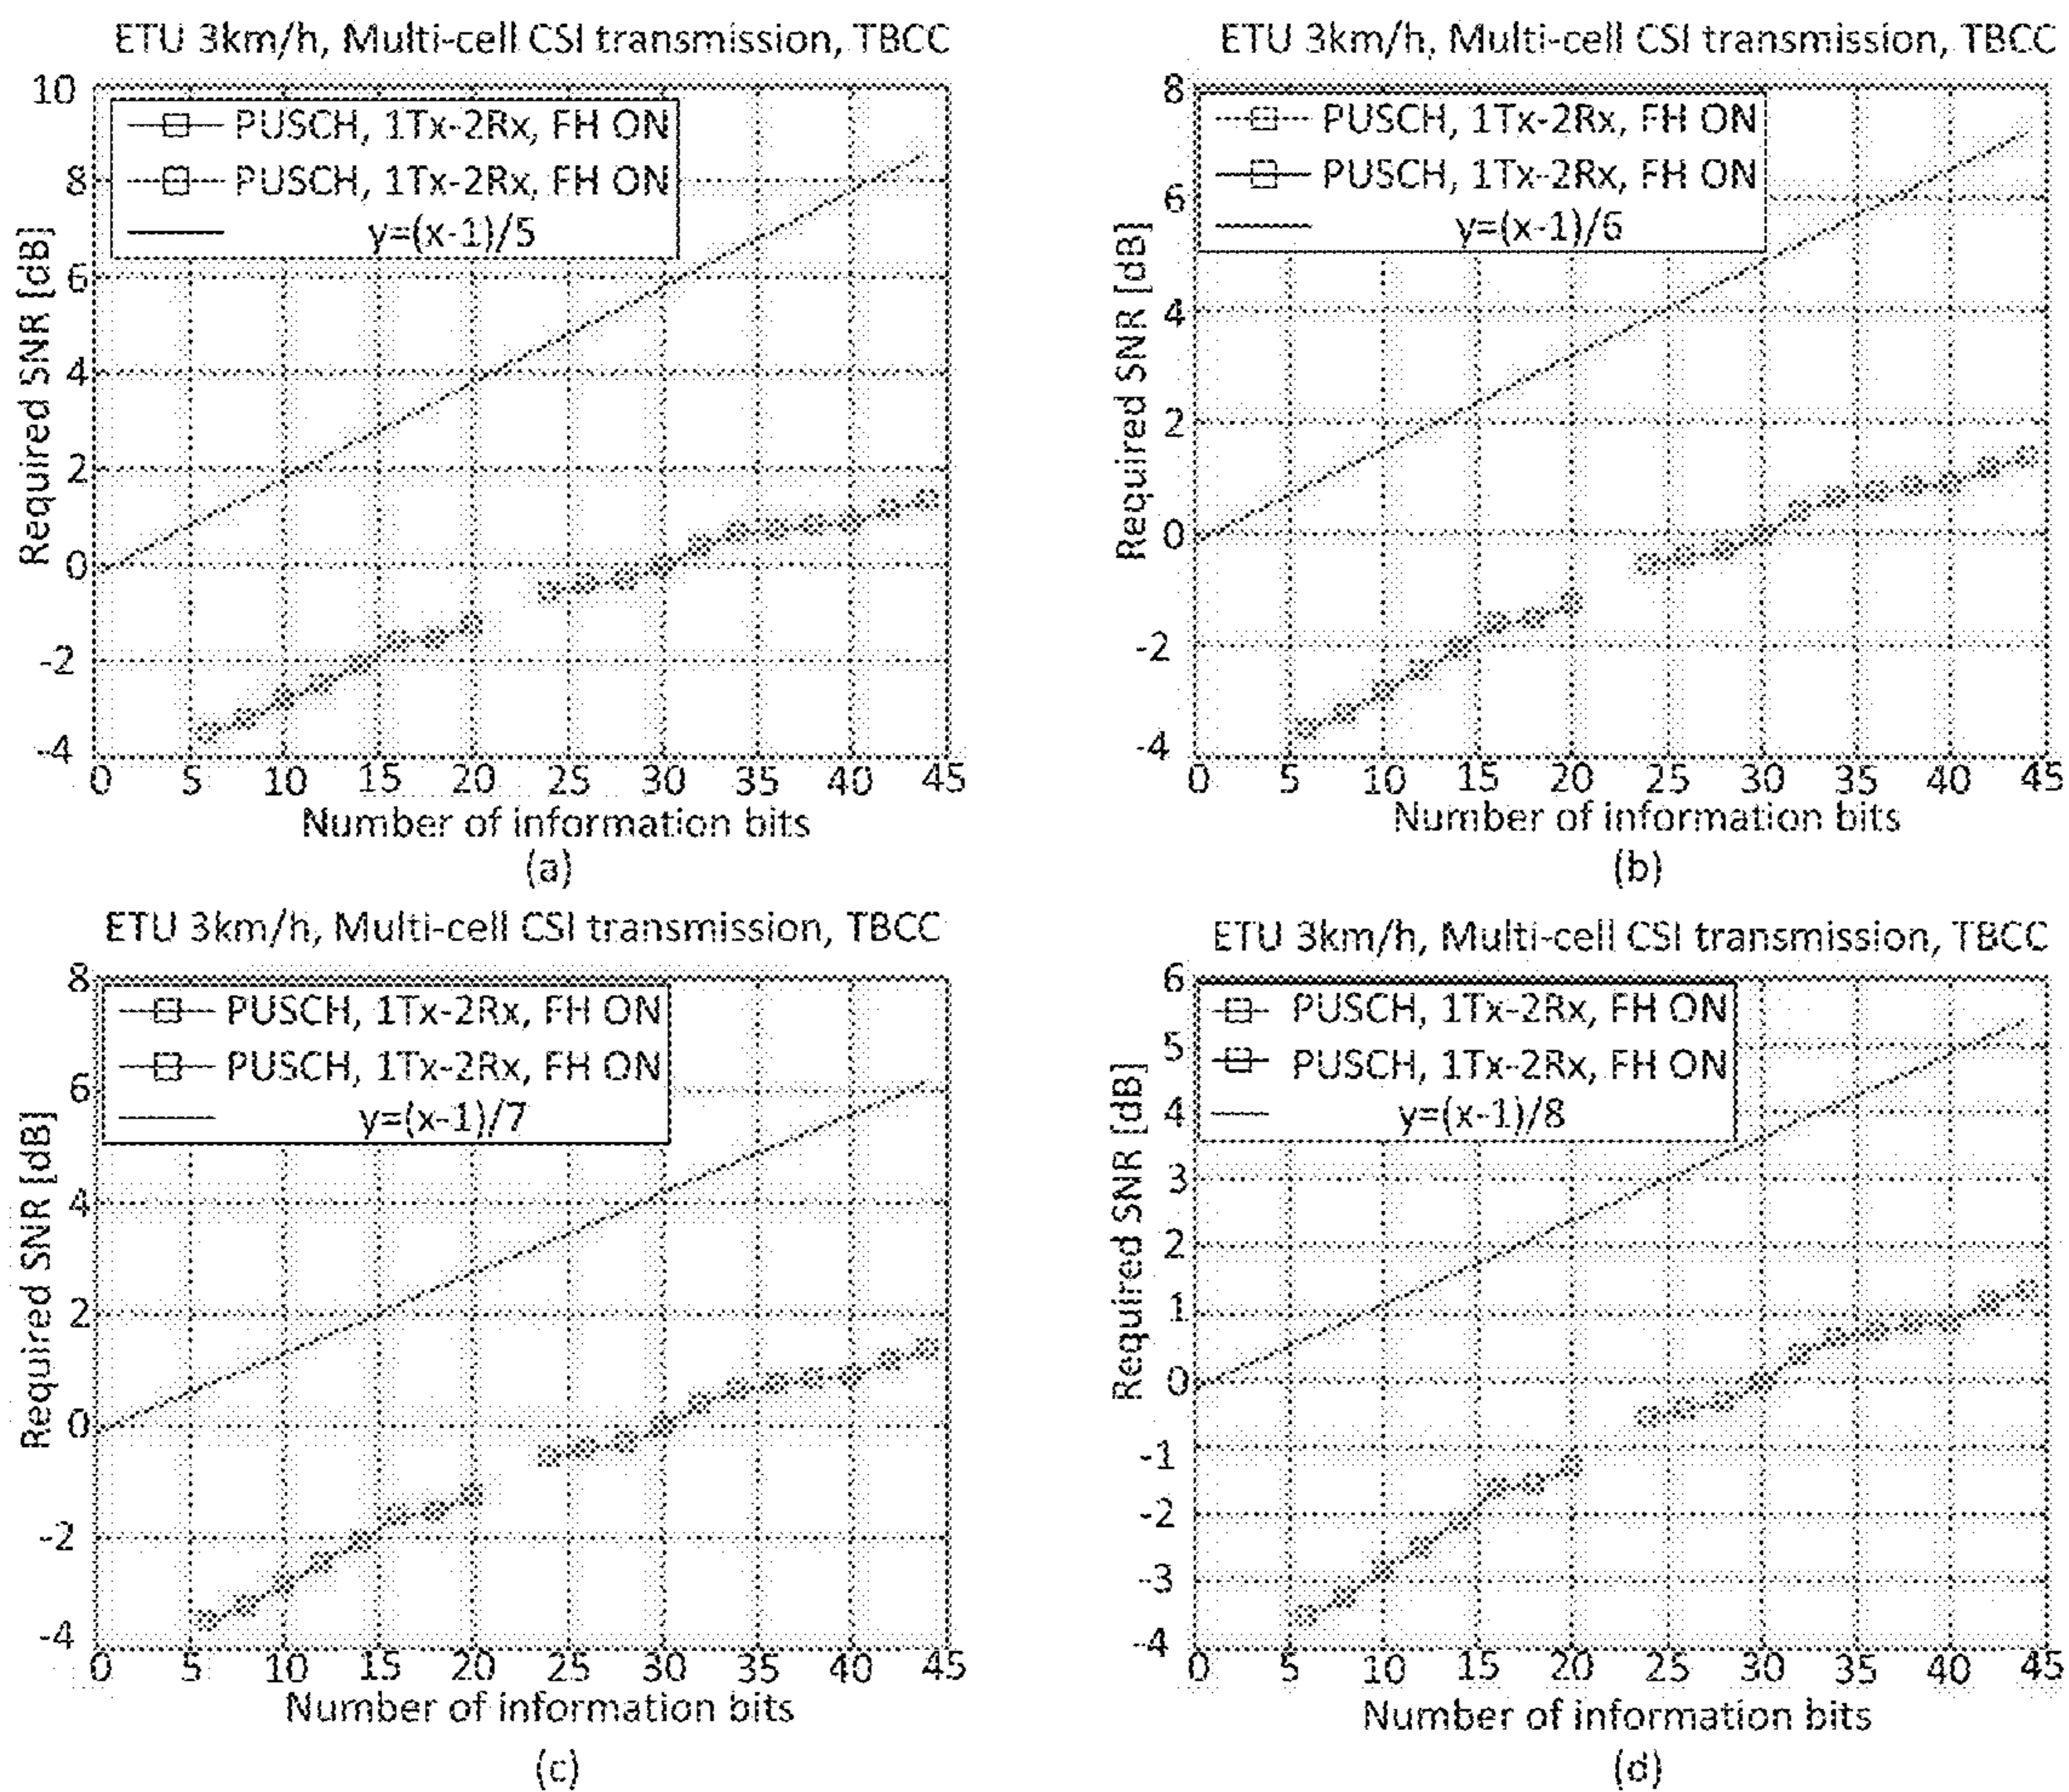 ETU 3km/h, Multi-cell CSI transmission, TBCC
10
8
6
4
2
0
-2
-4
Required SNR [dB]
PUSCH, 1Tx-2Rx, FH ON
PUSCH, 1Tx-2Rx, FH ON
y=(x-1)/5
0 5 10 15 20 25 30 35 40 45
Number of information bits
(a)
ETU 3km/h, Multi-cell CSI transmission, TBCC
8
6
4
2
0
-2
-4
Required SNR [dB]
PUSCH, 1Tx-2Rx, FH ON
PUSCH, 1Tx-2Rx, FH ON
y=(x-1)/6
0 5 10 15 20 25 30 35 40 45
Number of information bits
(b)
ETU 3km/h, Multi-cell CSI transmission, TBCC
8
6
4
2
0
-2
-4
Required SNR [dB]
PUSCH, 1Tx-2Rx, FH ON
PUSCH, 1Tx-2Rx, FH ON
y=(x-1)/7
0 5 10 15 20 25 30 35 40 45
Number of information bits
(c)
ETU 3km/h, Multi-cell CSI transmission, TBCC
6
5
4
3
2
1
0
-1
-2
-3
-4
Required SNR [dB]
PUSCH, 1Tx-2Rx, FH ON
PUSCH, 1Tx-2Rx, FH ON
y=(x-1)/8
0 5 10 15 20 25 30 35 40 45
Number of information bits
(d)